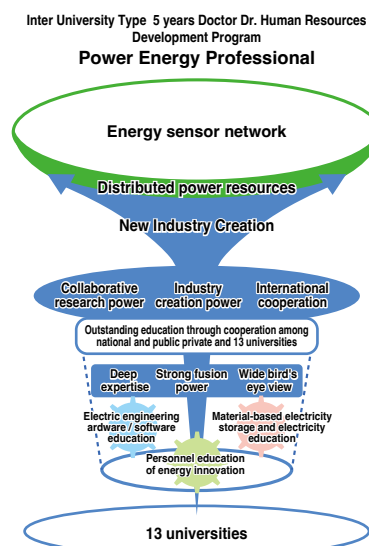 Inter University Type 5 years Doctor Dr. Human Resources
Development Program
Power Energy Professional
Energy sensor network
Distributed power resources
New Industry Creation
Collaborative
research power
Industry
creation power
International
cooperation
Outstanding education through cooperation among
national and public private and 13 universities
Deep
expertise
Strong fusion
power
Wide bird's
eye view
Electric engineering
ardware / software
education
Material-based electricity
storage and electricity
education
Personnel education
of energy innovation
13 universities